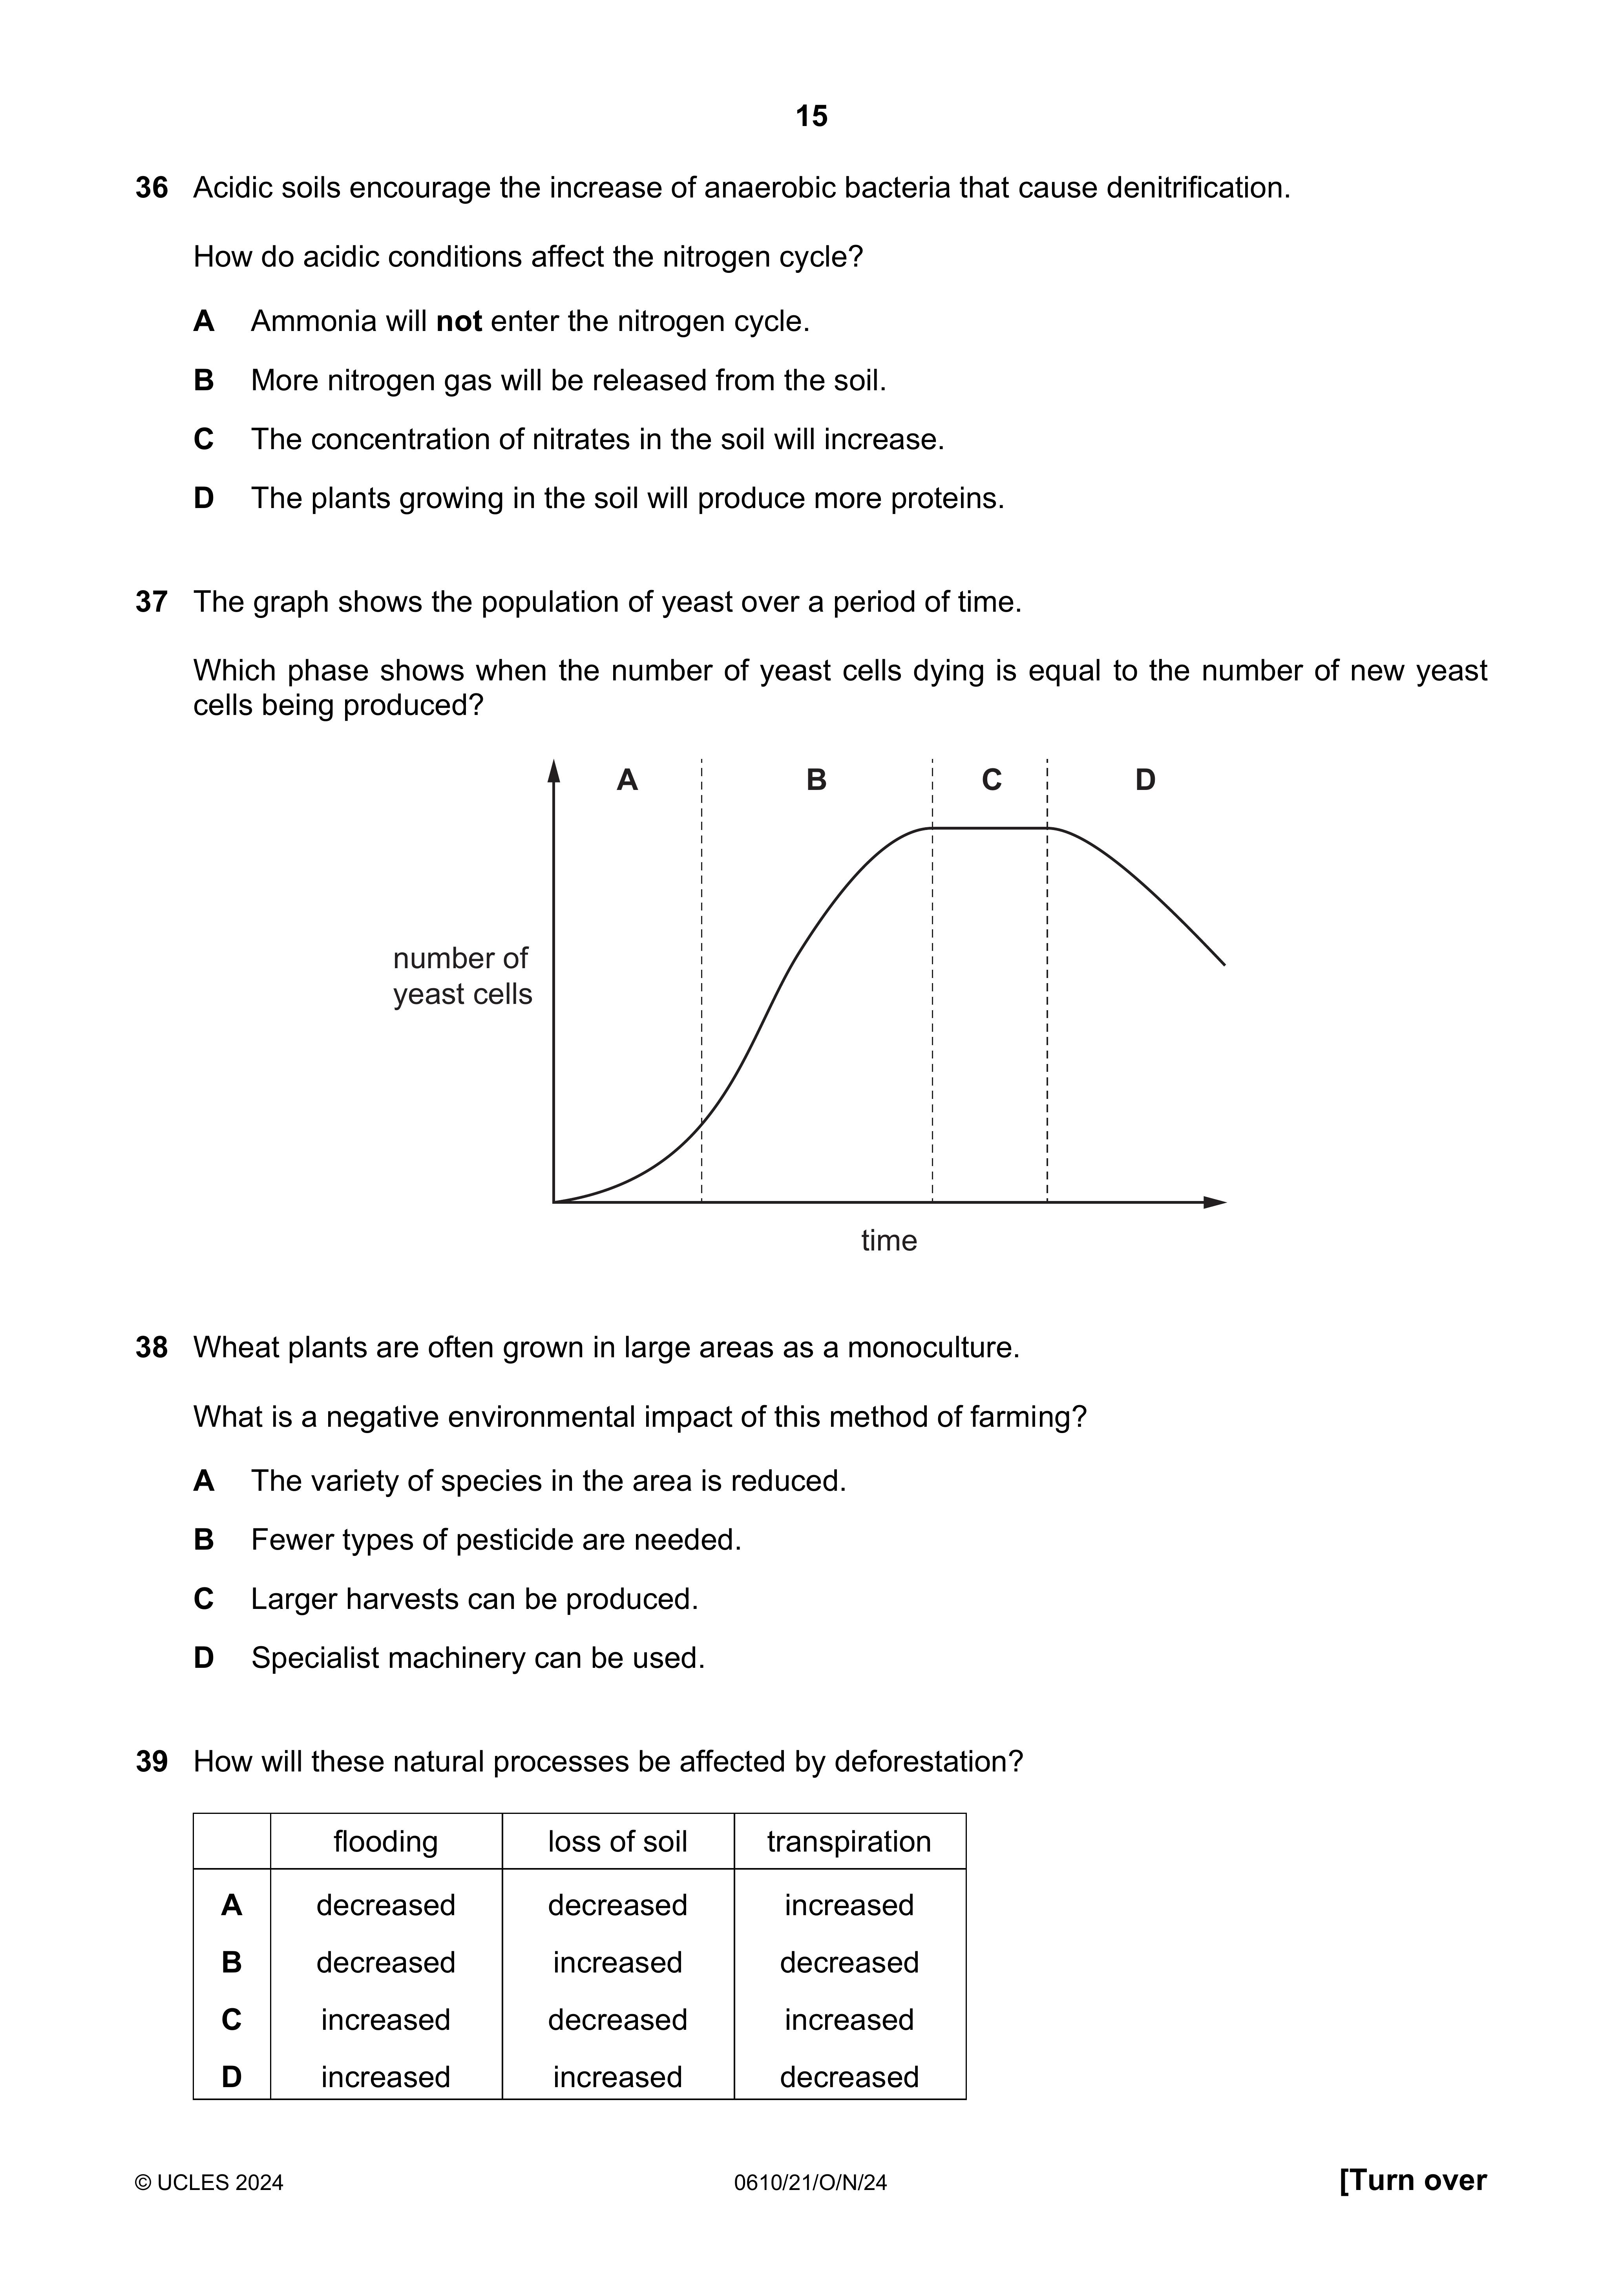 15
36 Acidic soils encourage the increase of anaerobic bacteria that cause denitrification.
How do acidic conditions affect the nitrogen cycle?
A Ammonia will not enter the nitrogen cycle.
B More nitrogen gas will be released from the soil.
C The concentration of nitrates in the soil will increase.
D The plants growing in the soil will produce more proteins.
37 The graph shows the population of yeast over a period of time.
Which phase shows when the number of yeast cells dying is equal to the number of new yeast
cells being produced?
A B C D
number of
yeast cells
time
38 Wheat plants are often grown in large areas as a monoculture.
What is a negative environmental impact of this method of farming?
A The variety of species in the area is reduced.
B Fewer types of pesticide are needed.
C Larger harvests can be produced.
D Specialist machinery can be used.
39 How will these natural processes be affected by deforestation?
flooding loss of soil transpiration
A decreased decreased increased
B decreased increased decreased
C increased decreased increased
D increased increased decreased
© UCLES 2024 0610/21/O/N/24 [Turn over